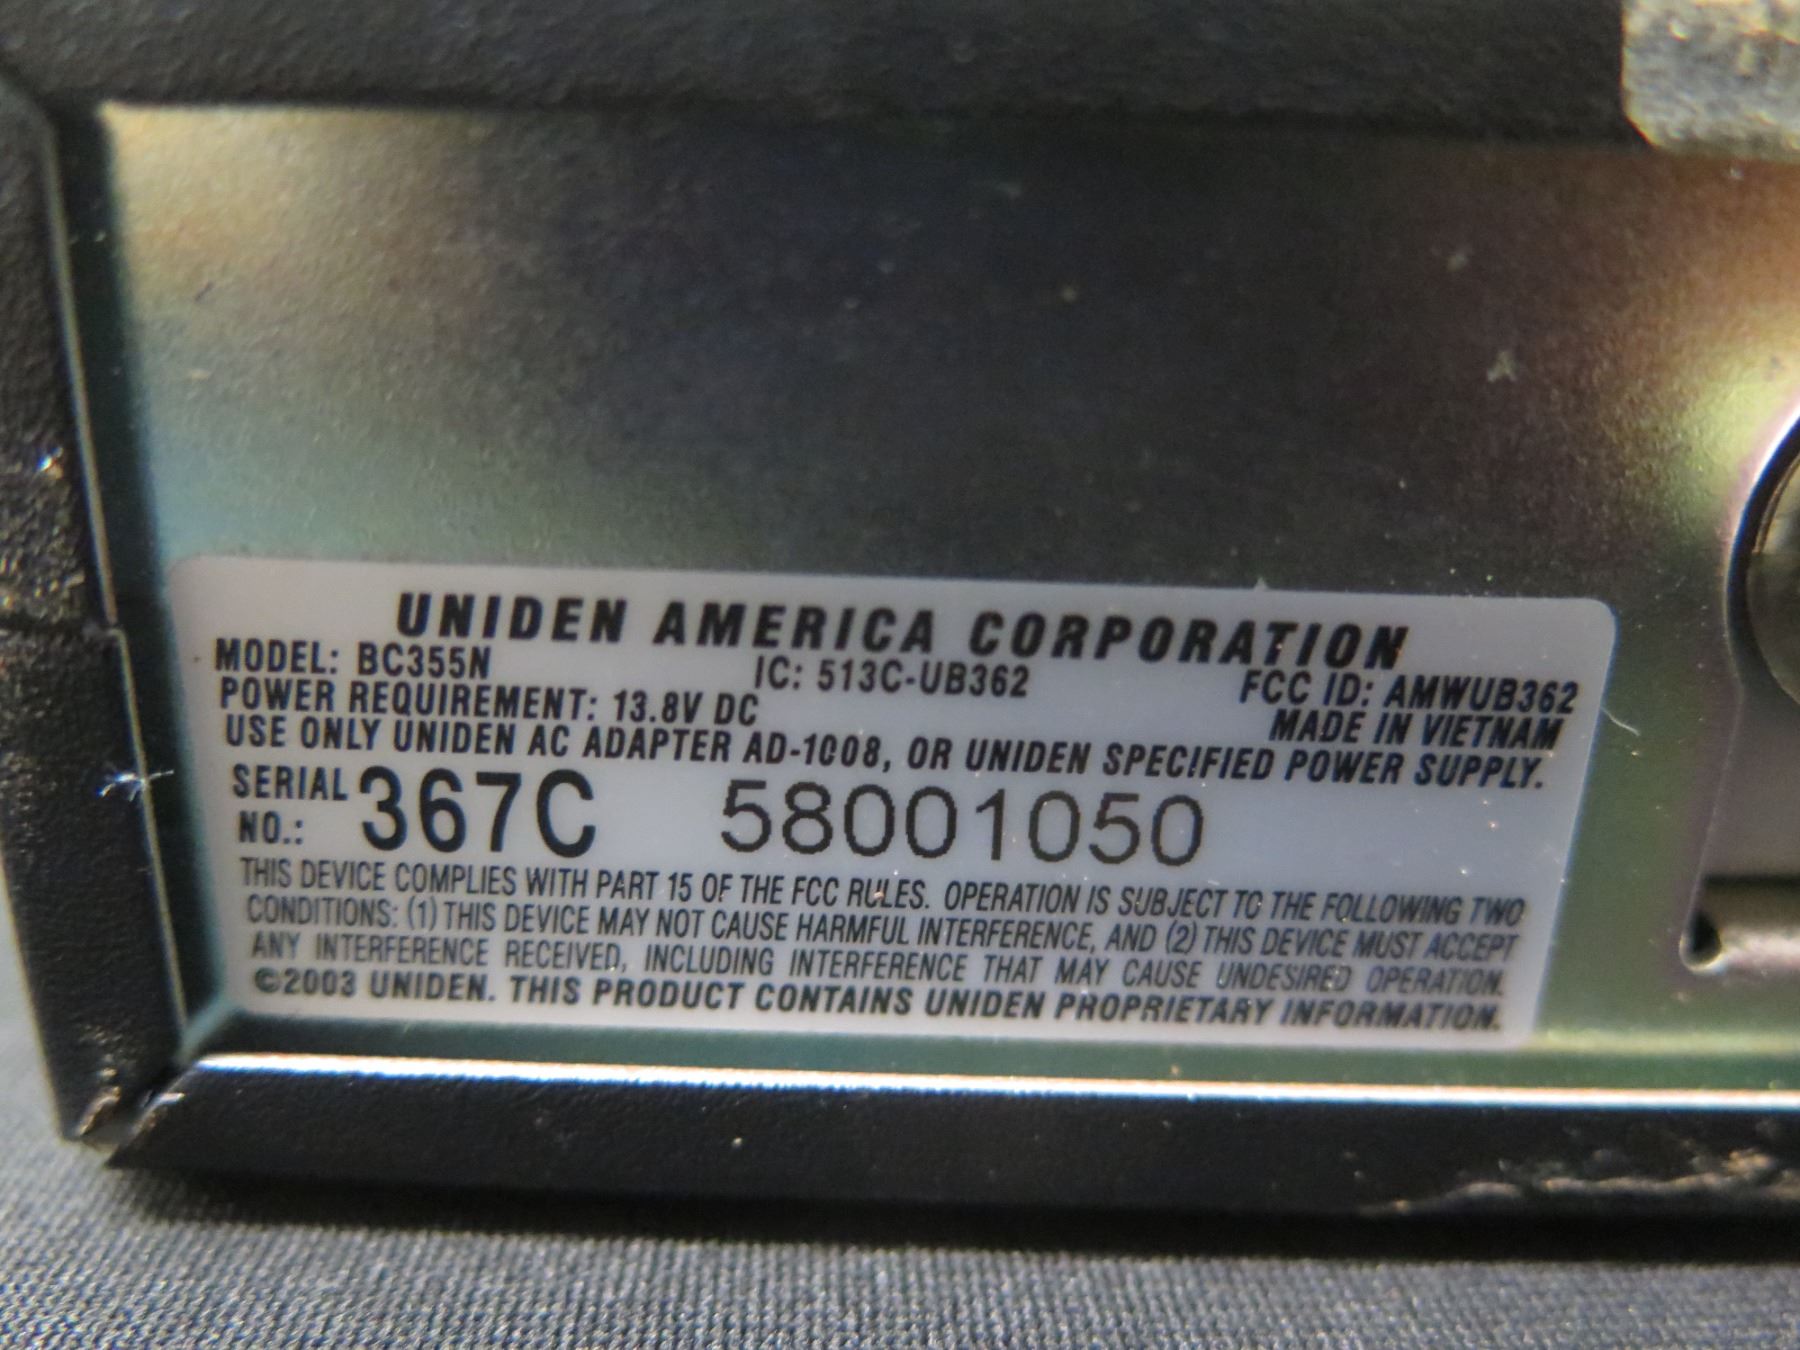 UNIDEN AMERICA CORPORATION
MODEL: BC355N IC: 513C-UB362 FCC ID: AMWUB362
POWER REQUIREMENT: 13.8V DC MADE IN VIETNAM
USE ONLY UNIDEN AC ADAPTER AD-1008, OR UNIDEN SPECIFIED POWER SUPPLY.
SERIAL NO.: 367C 58001050
THIS DEVICE COMPLIES WITH PART 15 OF THE FCC RULES. OPERATION IS SUBJECT TO THE FOLLOWING TWO
CONDITIONS: (1) THIS DEVICE MAY NOT CAUSE HARMFUL INTERFERENCE, AND (2) THIS DEVICE MUST ACCEPT
ANY INTERFERENCE RECEIVED, INCLUDING INTERFERENCE THAT MAY CAUSE UNDESIRED OPERATION.
©2003 UNIDEN. THIS PRODUCT CONTAINS UNIDEN PROPRIETARY INFORMATION.